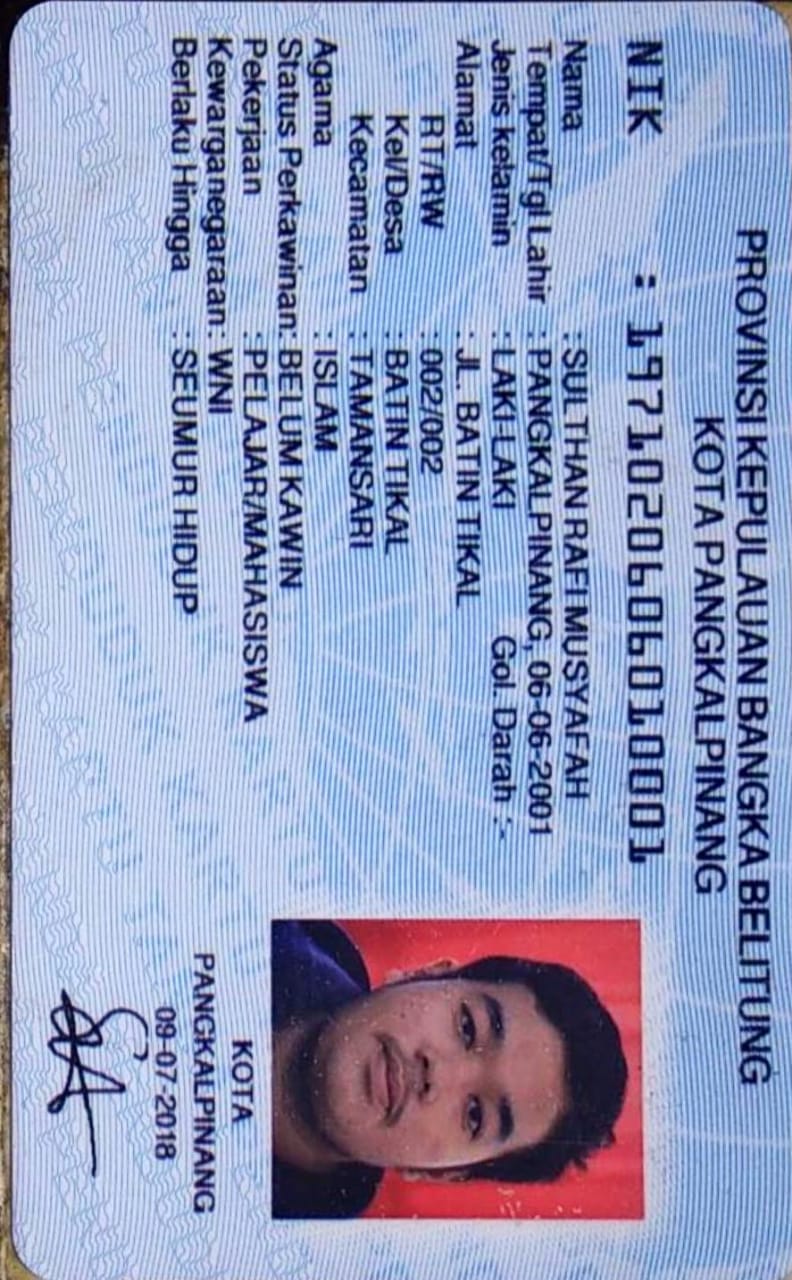 PROVINSI KEPULAUAN BANGKA BELITUNG
KOTA PANGKALPINANG
NIK : 1971020606010001
Nama : SULTHAN RAFI MUSYAFAH
Tempat/Tgl Lahir : PANGKALPINANG, 06-06-2001
Jenis kelamin : LAKI-LAKI Gol. Darah :-
Alamat : JL. BATIN TIKAL
RT/RW : 002/002
Kel/Desa : BATIN TIKAL
Kecamatan : TAMANSARI
Agama : ISLAM
Status Perkawinan: BELUM KAWIN
Pekerjaan : PELAJAR/MAHASISWA
Kewarganegaraan: WNI
Berlaku Hingga : SEUMUR HIDUP
KOTA
PANGKALPINANG
09-07-2018